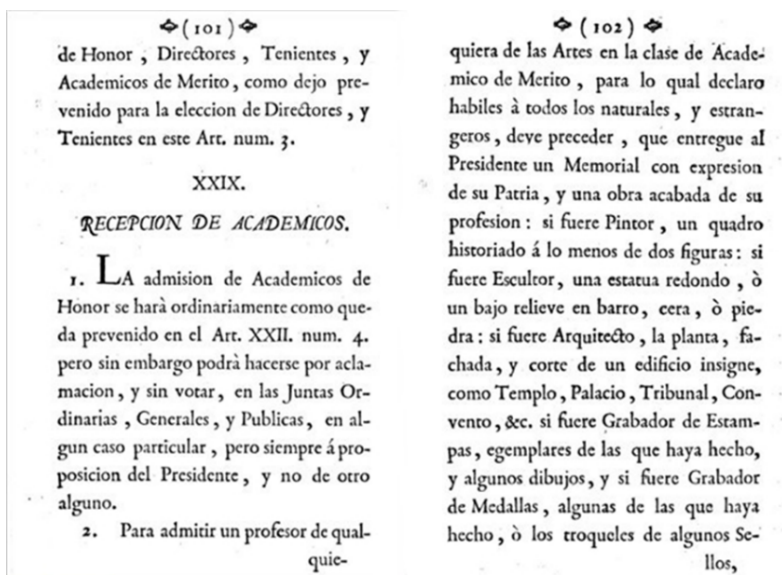 (101)
de Honor , Directores , Tenientes , y
Academicos de Merito , como dejo pre-
venido para la eleccion de Directores , y
Tenientes en este Art. num. 3.
XXIX.
RECEPCION DE ACADEMICOS.
1. LA admision de Academicos de
Honor se harà ordinariamente como que-
da prevenido en el Art. XXII. num. 4.
pero sin embargo podrà hacerse por acla-
macion , y sin votar , en las Juntas Or-
dinarias , Generales , y Publicas , en al-
gun caso particular , pero siempre á pro-
posicion del Presidente , y no de otro
alguno.
2. Para admitir un profesor de qual-
quie-
(102)
quiera de las Artes en la clase de Acade-
mico de Merito , para lo qual declaro
habiles à todos los naturales , y estran-
geros , deve preceder , que entregue al
Presidente un Memorial con expresion
de su Patria , y una obra acabada de su
profesion : si fuere Pintor , un quadro
historiado á lo menos de dos figuras : si
fuere Escultor , una estatua redondo , ò
un bajo relieve en barro , cera , ò pie-
dra : si fuere Arquitecto , la planta , fa-
chada , y corte de un edificio insigne,
como Templo , Palacio , Tribunal , Con-
vento , &c. si fuere Grabador de Estam-
pas , egemplares de las que haya hecho,
y algunos dibujos , y si fuere Grabador
de Medallas , algunas de las que haya
hecho , ò los troqueles de algunos Se-
llos,